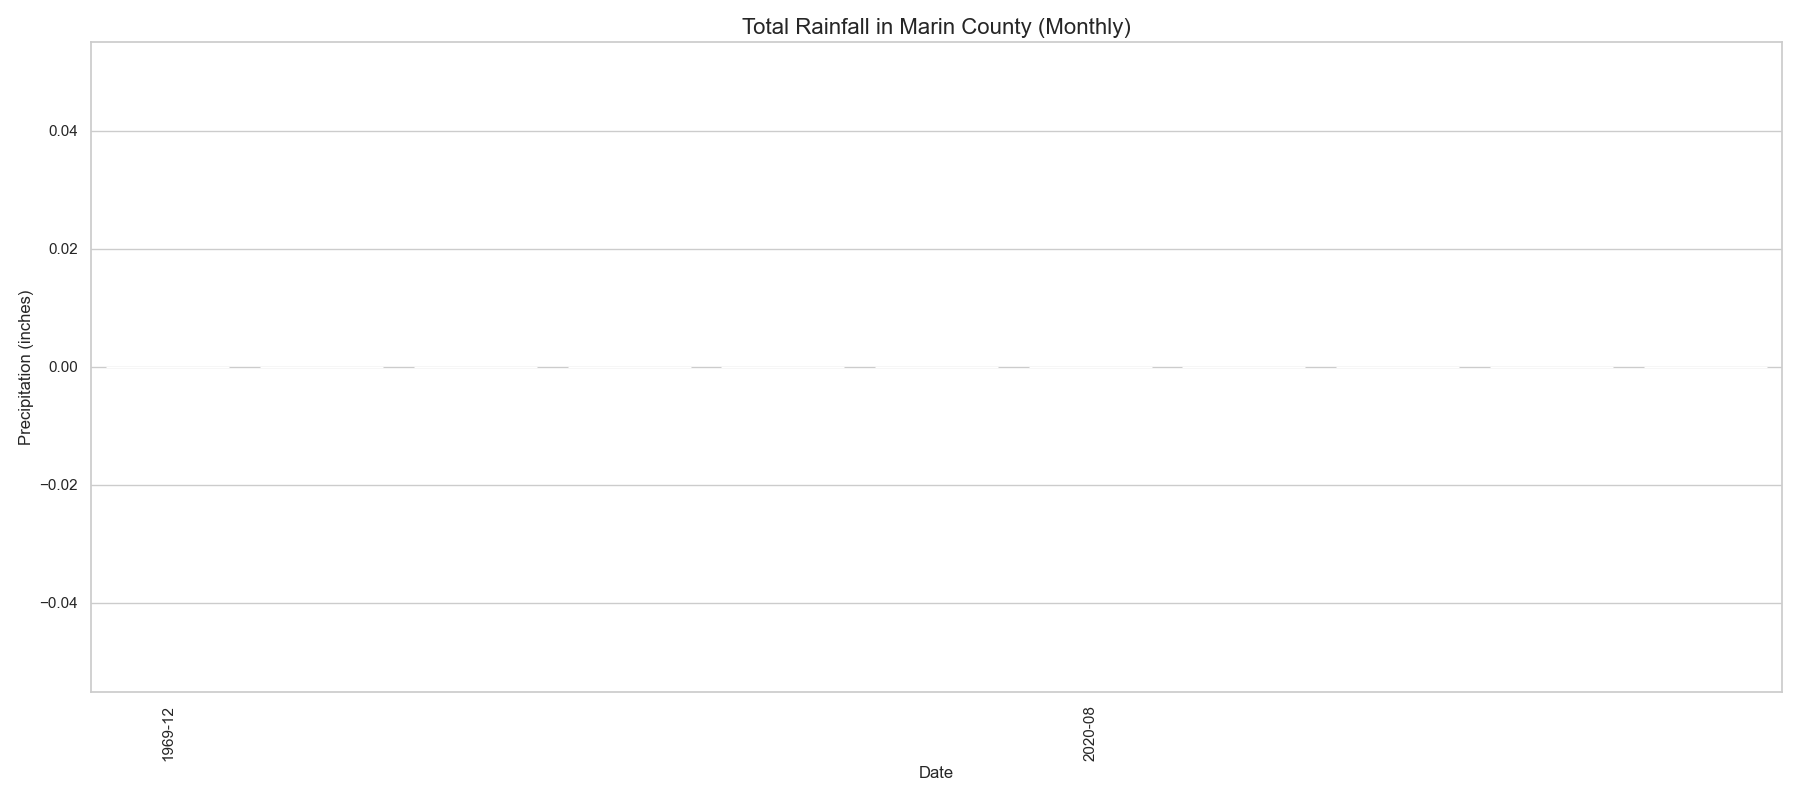 Total Rainfall in Marin County (Monthly)
0.04
0.02
0.00
−0.02
−0.04
Precipitation (inches)
1969-12
2020-08
Date